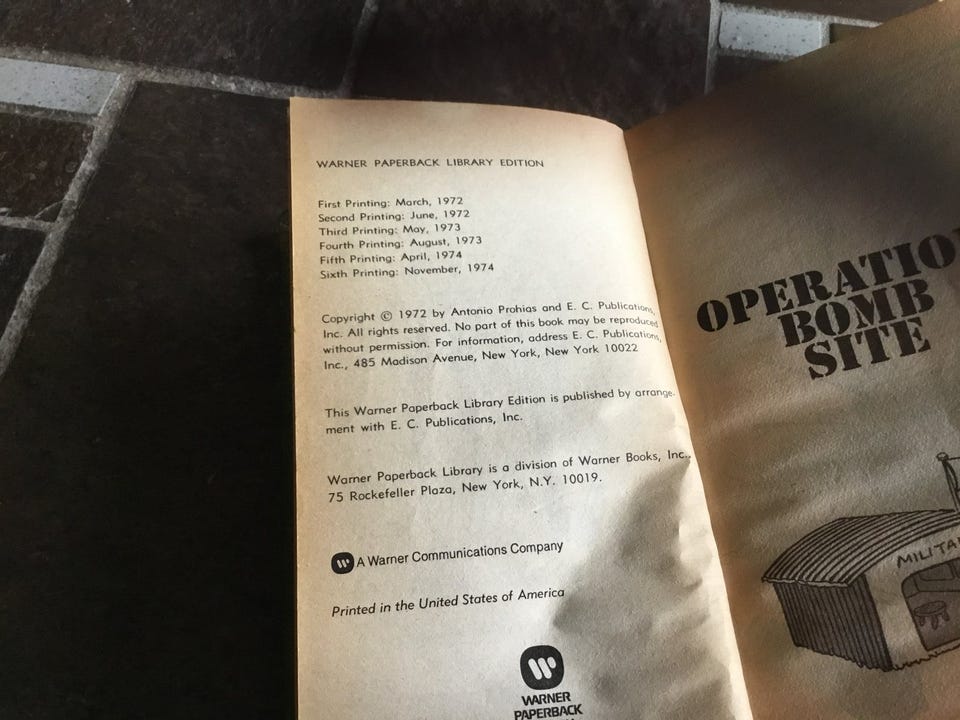 WARNER PAPERBACK LIBRARY EDITION
First Printing: March, 1972
Second Printing: June, 1972
Third Printing: May, 1973
Fourth Printing: August, 1973
Fifth Printing: April, 1974
Sixth Printing: November, 1974
Copyright © 1972 by Antonio Prohias and E. C. Publications,
Inc. All rights reserved. No part of this book may be reproduced
without permission. For information, address E. C. Publications,
Inc., 485 Madison Avenue, New York, New York 10022
This Warner Paperback Library Edition is published by arrange-
ment with E. C. Publications, Inc.
Warner Paperback Library is a division of Warner Books, Inc.,
75 Rockefeller Plaza, New York, N.Y. 10019.
A Warner Communications Company
Printed in the United States of America
WARNER
PAPERBACK
OPERATIO
BOMB
SITE
MILITA